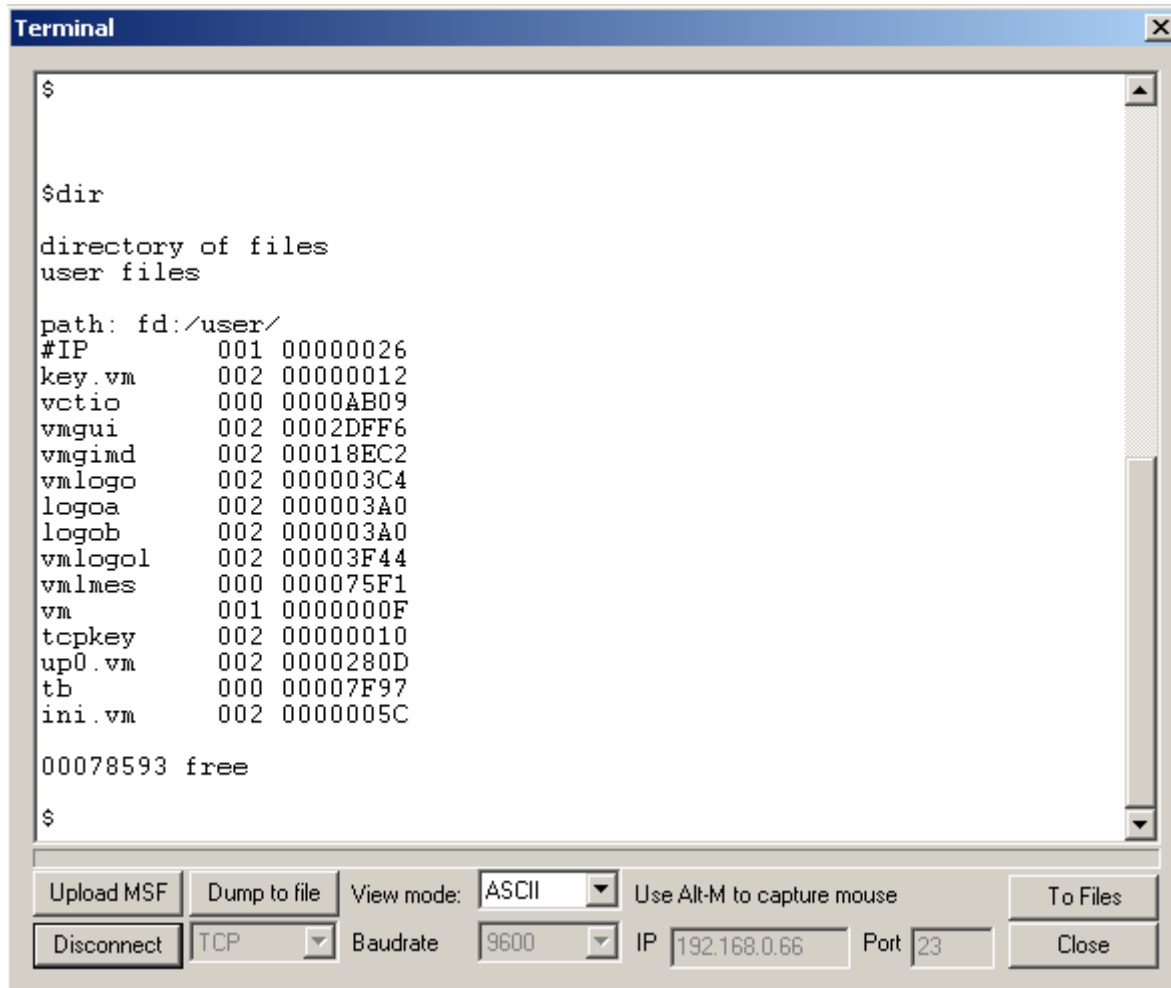 Terminal
$
$dir
directory of files
user files
path: fd:/user/
#IP 001 00000026
key.vm 002 00000012
vctio 000 0000AB09
vmgui 002 0002DFF6
vmgimd 002 00018EC2
vmlogo 002 000003C4
logoa 002 000003A0
logob 002 000003A0
vmlogol 002 00003F44
vmlmes 000 000075F1
vm 001 0000000F
tcpkey 002 00000010
up0.vm 002 0000280D
tb 000 00007F97
ini.vm 002 0000005C
00078593 free
$
Upload MSF Dump to file View mode: ASCII Use Alt-M to capture mouse To Files
Disconnect TCP Baudrate 9600 IP 192.168.0.66 Port 23 Close